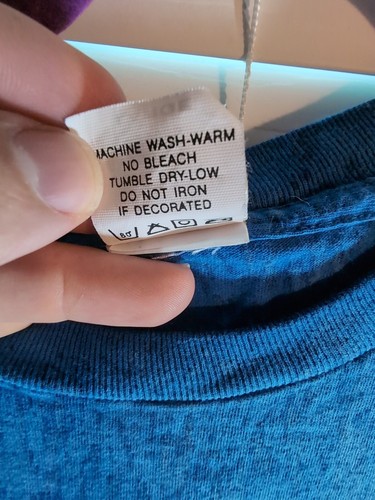 MACHINE WASH-WARM
NO BLEACH
TUMBLE DRY-LOW
DO NOT IRON
IF DECORATED